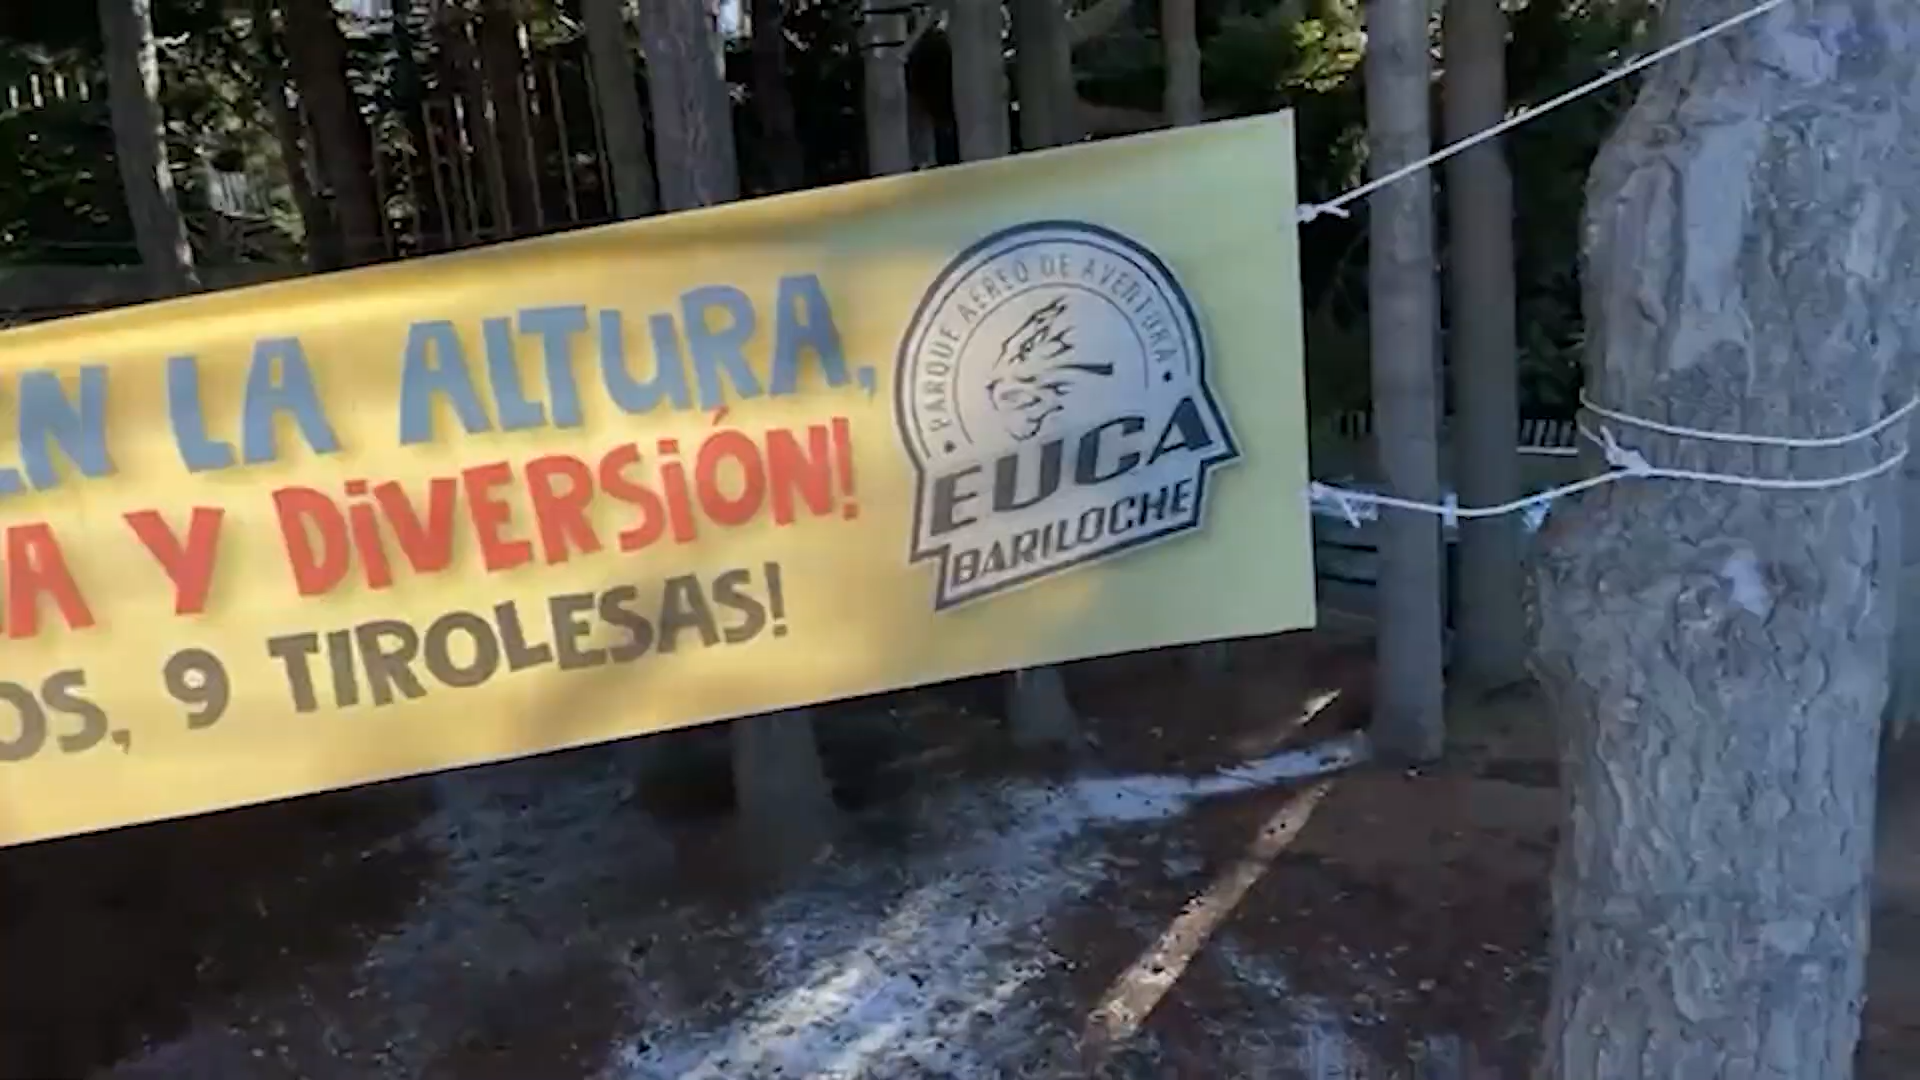 EN LA ALTURA,
A Y DiVERSiÓN!
OS, 9 TIROLESAS!
• PARQUE AEREO DE AVENTURA •
EUCA
BARILOCHE